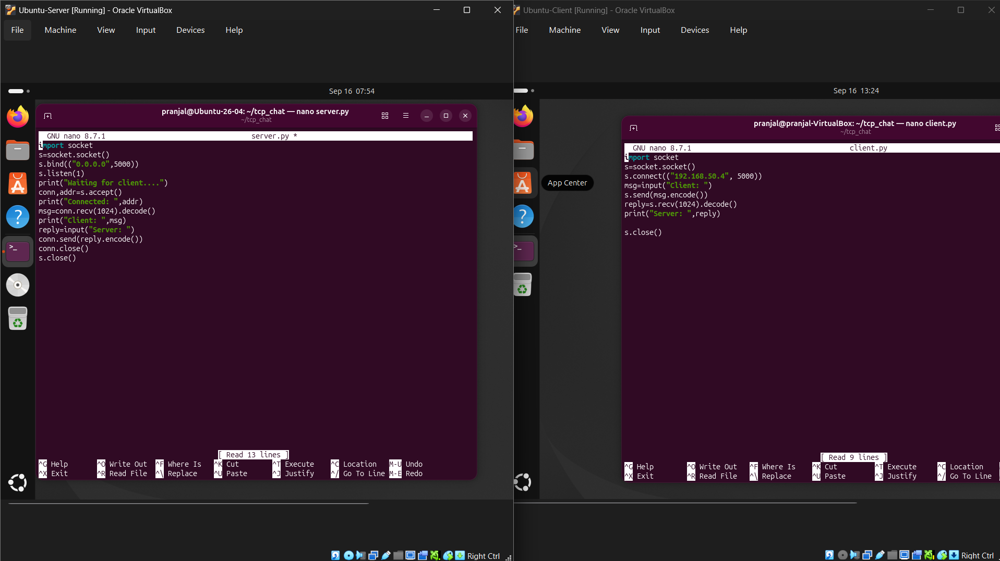 Ubuntu-Server [Running] - Oracle VirtualBox
File Machine View Input Devices Help
Sep 16 07:54
pranjal@Ubuntu-26-04: ~/tcp_chat — nano server.py
~/tcp_chat
GNU nano 8.7.1 server.py *
import socket
s=socket.socket()
s.bind(("0.0.0.0",5000))
s.listen(1)
print("Waiting for client....")
conn,addr=s.accept()
print("Connected: ",addr)
msg=conn.recv(1024).decode()
print("Client: ",msg)
reply=input("Server: ")
conn.send(reply.encode())
conn.close()
s.close()
[ Read 13 lines ]
^G Help ^O Write Out ^F Where Is ^K Cut ^T Execute ^C Location M-U Undo
^X Exit ^R Read File ^\ Replace ^U Paste ^J Justify ^/ Go To Line M-E Redo
Right Ctrl
Ubuntu-Client [Running] - Oracle VirtualBox
File Machine View Input Devices Help
Sep 16 13:24
App Center
pranjal@pranjal-VirtualBox: ~/tcp_chat — nano client.py
~/tcp_chat
GNU nano 8.7.1 client.py
import socket
s=socket.socket()
s.connect(("192.168.50.4", 5000))
msg=input("Client: ")
s.send(msg.encode())
reply=s.recv(1024).decode()
print("Server: ",reply)
s.close()
[ Read 9 lines ]
^G Help ^O Write Out ^F Where Is ^K Cut ^T Execute ^C Location
^X Exit ^R Read File ^\ Replace ^U Paste ^J Justify ^/ Go To Line
Right Ctrl